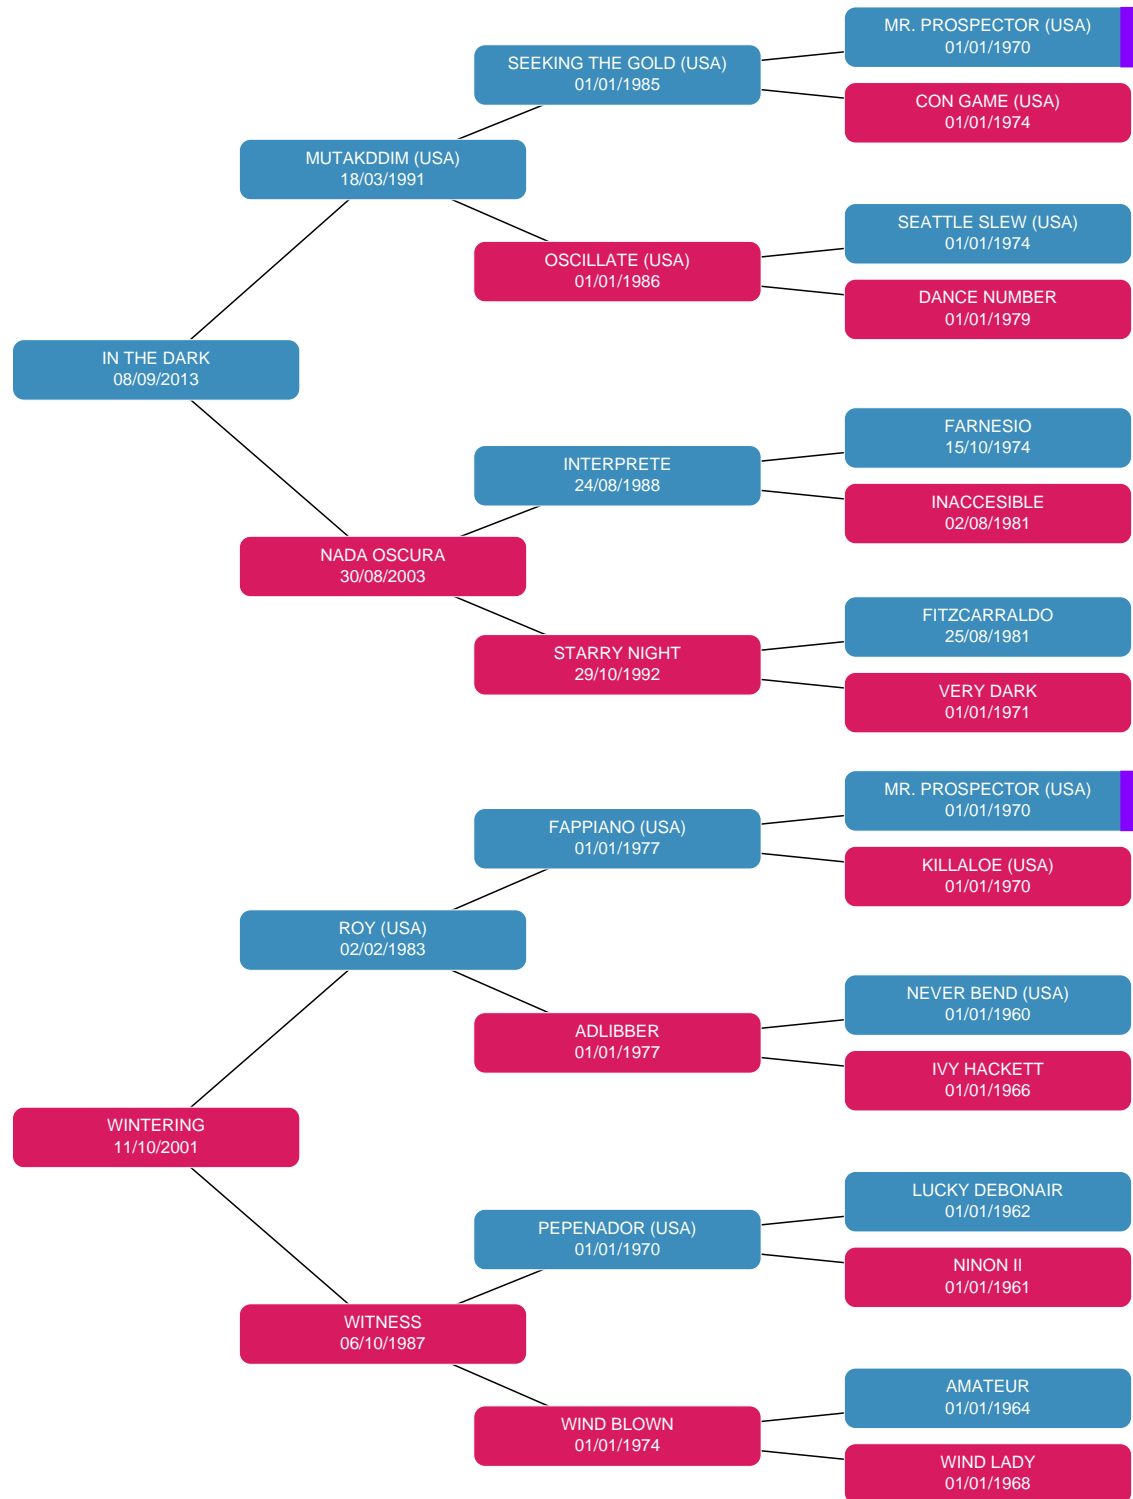 MR. PROSPECTOR (USA)
01/01/1970
SEEKING THE GOLD (USA)
01/01/1985
CON GAME (USA)
01/01/1974
MUTAKDDIM (USA)
18/03/1991
SEATTLE SLEW (USA)
01/01/1974
OSCILLATE (USA)
01/01/1986
DANCE NUMBER
01/01/1979
IN THE DARK
08/09/2013
FARNESIO
15/10/1974
INTERPRETE
24/08/1988
INACCESIBLE
02/08/1981
NADA OSCURA
30/08/2003
FITZCARRALDO
25/08/1981
STARRY NIGHT
29/10/1992
VERY DARK
01/01/1971
MR. PROSPECTOR (USA)
01/01/1970
FAPPIANO (USA)
01/01/1977
KILLALOE (USA)
01/01/1970
ROY (USA)
02/02/1983
NEVER BEND (USA)
01/01/1960
ADLIBBER
01/01/1977
IVY HACKETT
01/01/1966
WINTERING
11/10/2001
LUCKY DEBONAIR
01/01/1962
PEPENADOR (USA)
01/01/1970
NINON II
01/01/1961
WITNESS
06/10/1987
AMATEUR
01/01/1964
WIND BLOWN
01/01/1974
WIND LADY
01/01/1968